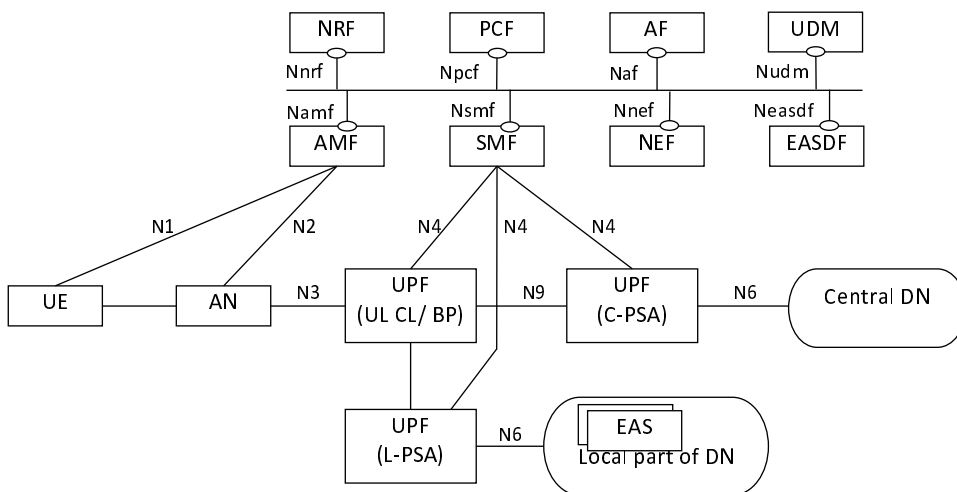 NRF
PCF
AF
UDM
Nnrf
Npcf
Naf
Nudm
Namf
Nsmf
Nnef
Neasdf
AMF
SMF
NEF
EASDF
N1
N2
N4
N4
N4
UE
AN
N3
UPF
(UL CL/ BP)
N9
UPF
(C-PSA)
N6
Central DN
UPF
(L-PSA)
N6
EAS
Local part of DN